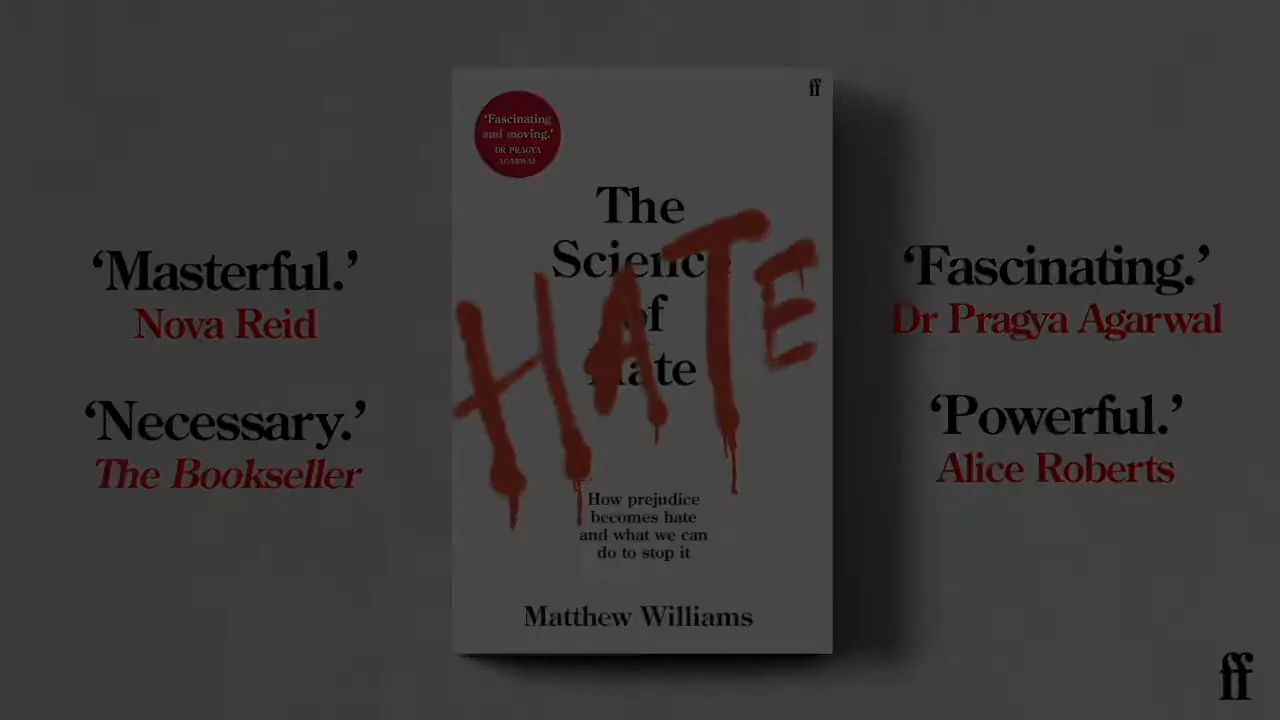 ff
‘Fascinating
and moving.’
DR PRAGYA
AGARWAL
The
Science
of
Hate
HATE
How prejudice
becomes hate
and what we can
do to stop it
Matthew Williams
‘Masterful.’
Nova Reid
‘Necessary.’
The Bookseller
‘Fascinating.’
Dr Pragya Agarwal
‘Powerful.’
Alice Roberts
ff